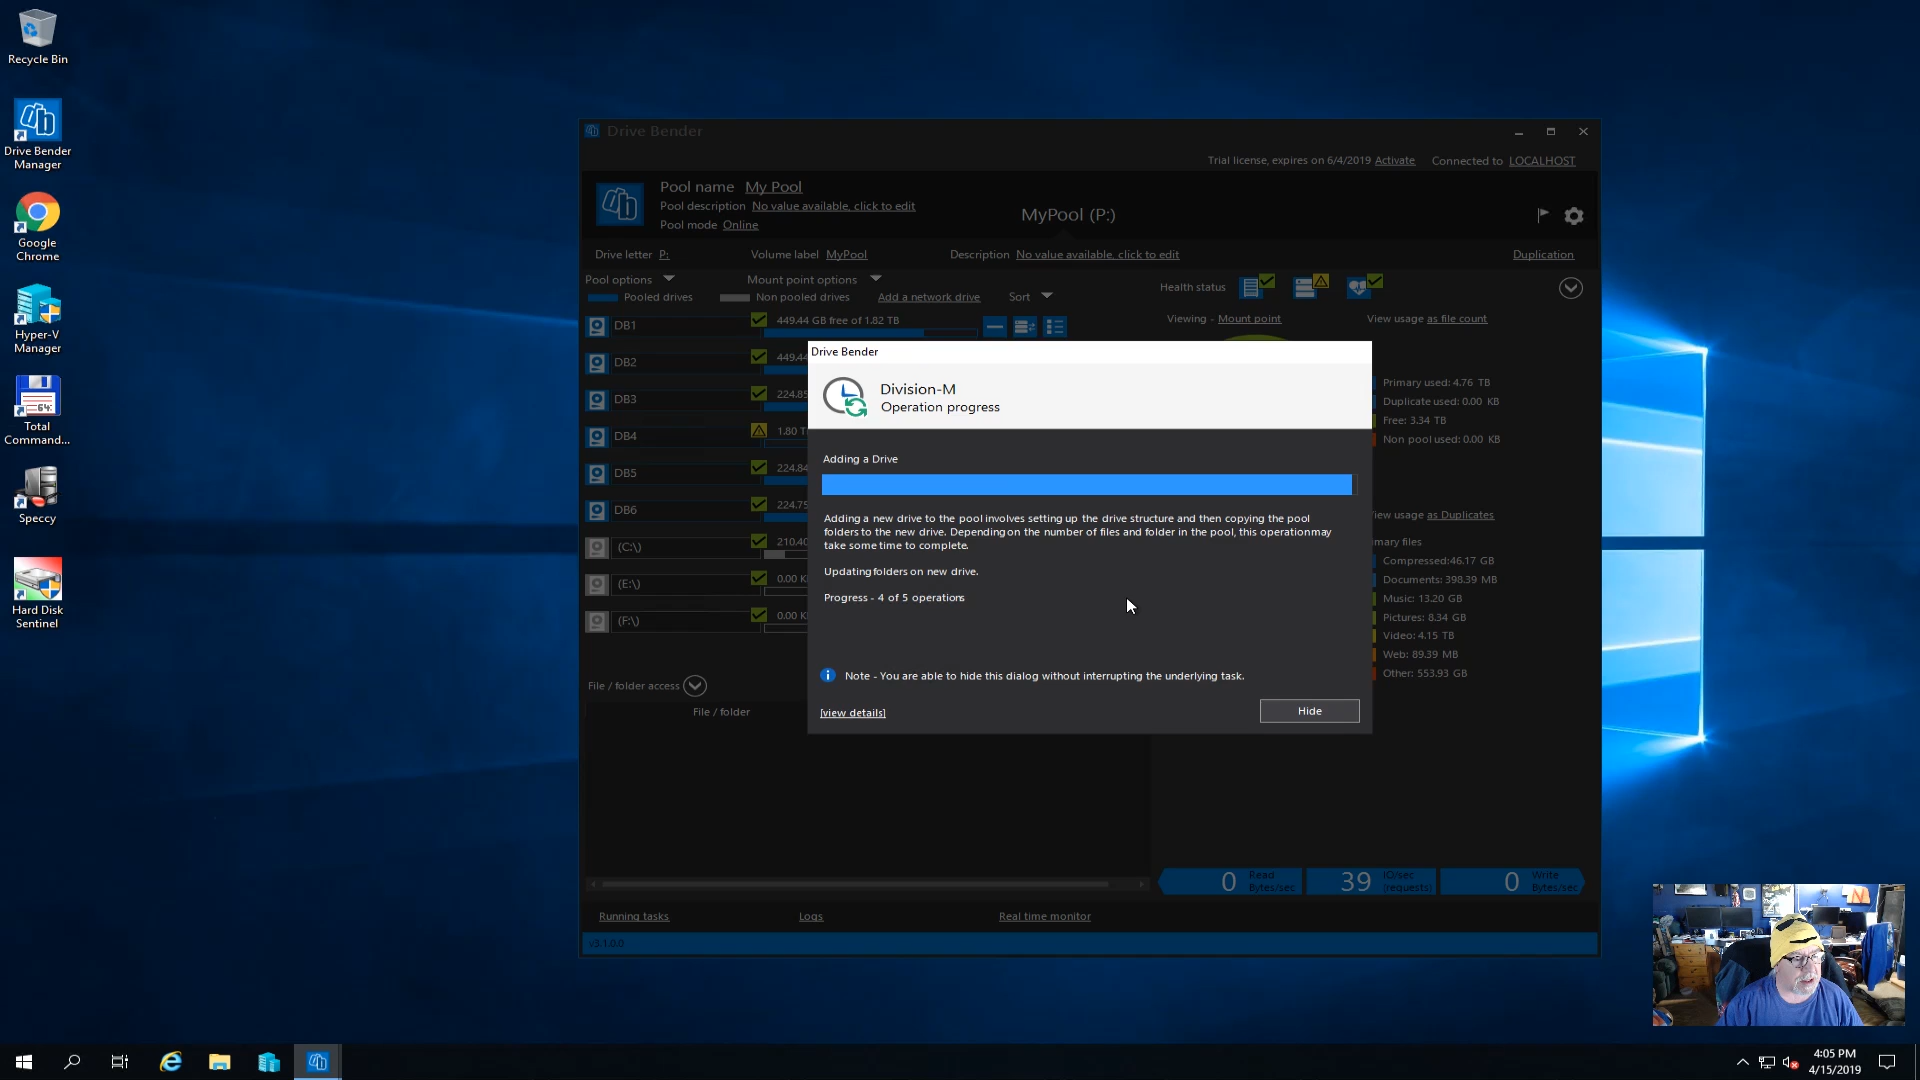 Recycle Bin
Drive Bender
Manager
Google
Chrome
Hyper-V
Manager
Total
Command...
Speccy
Hard Disk
Sentinel
Drive Bender
Trial license, expires on 6/4/2019 Activate
Connected to LOCALHOST
Pool name My Pool
Pool description No value available, click to edit
Pool mode Online
MyPool (P:)
Drive letter P:
Volume label MyPool
Description No value available, click to edit
Duplication
Pool options
Mount point options
Pooled drives
Non pooled drives
Add a network drive
Sort
Health status
Viewing - Mount point
View usage as file count
DB1
449.44 GB free of 1.82 TB
DB2
449.4
DB3
224.8
DB4
1.80 T
DB5
224.84
DB6
224.75
(C:\)
210.40
(E:\)
0.00 K
(F:\)
0.00 K
Drive Bender
Division-M
Operation progress
Adding a Drive
Adding a new drive to the pool involves setting up the drive structure and then copying the pool
folders to the new drive. Depending on the number of files and folder in the pool, this operation may
take some time to complete.
Updating folders on new drive.
Progress - 4 of 5 operations
Note - You are able to hide this dialog without interrupting the underlying task.
[view details]
Hide
Primary used: 4.76 TB
Duplicate used: 0.00 KB
Free: 3.34 TB
Non pool used: 0.00 KB
iew usage as Duplicates
mary files
Compressed:46.17 GB
Documents: 398.39 MB
Music: 13.20 GB
Pictures: 8.34 GB
Video: 4.15 TB
Web: 89.39 MB
Other: 553.93 GB
File / folder access
File / folder
0 Read Bytes/sec
39 IO/sec (requests)
0 Write Bytes/sec
Running tasks
Logs
Real time monitor
v3.1.0.0
64:
4:05 PM
4/15/2019